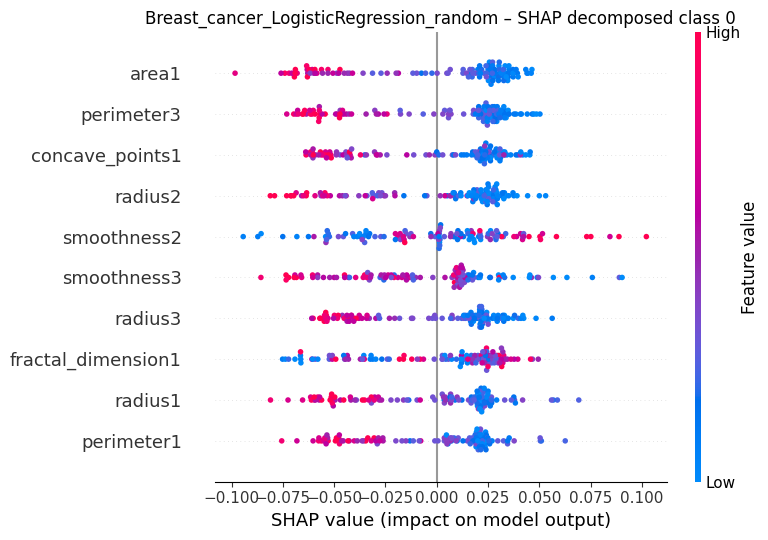 Breast_cancer_LogisticRegression_random – SHAP decomposed class 0
High
area1
perimeter3
concave_points1
radius2
smoothness2
smoothness3
radius3
fractal_dimension1
radius1
perimeter1
Feature value
Low
−0.100 −0.075 −0.050 −0.025 0.000 0.025 0.050 0.075 0.100
SHAP value (impact on model output)